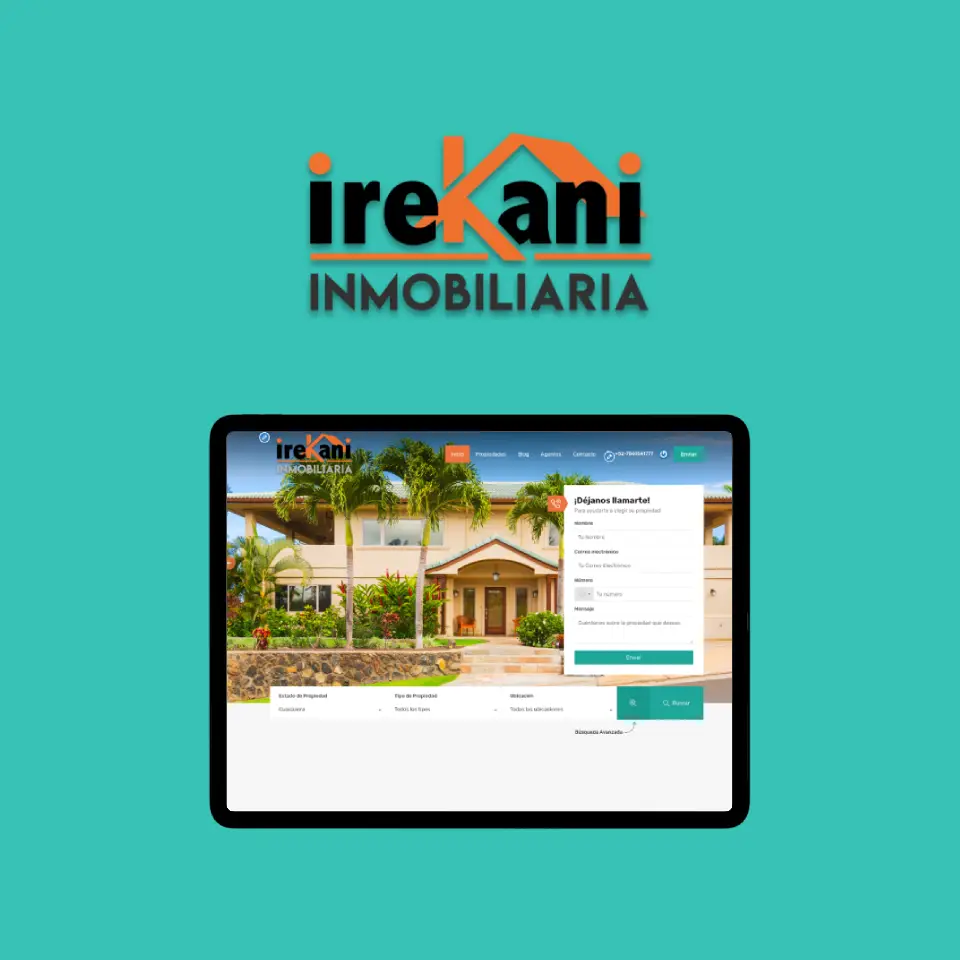 ireKani
INMOBILIARIA
ireKani
INMOBILIARIA
Inicio Propiedades Blog Agentes Contacto Enviar
¡Déjanos llamarte!
Para ayudarte a elegir su propiedad
Nombre
Tu Nombre
Correo electrónico
Tu Correo Electrónico
Número
Tu número
Mensaje
Cuéntanos sobre la propiedad que deseas
Enviar
Estado de Propiedad Tipo de Propiedad Ubicación
Cualquiera Todos los tipos Todas las ubicaciones Buscar
Búsqueda Avanzada